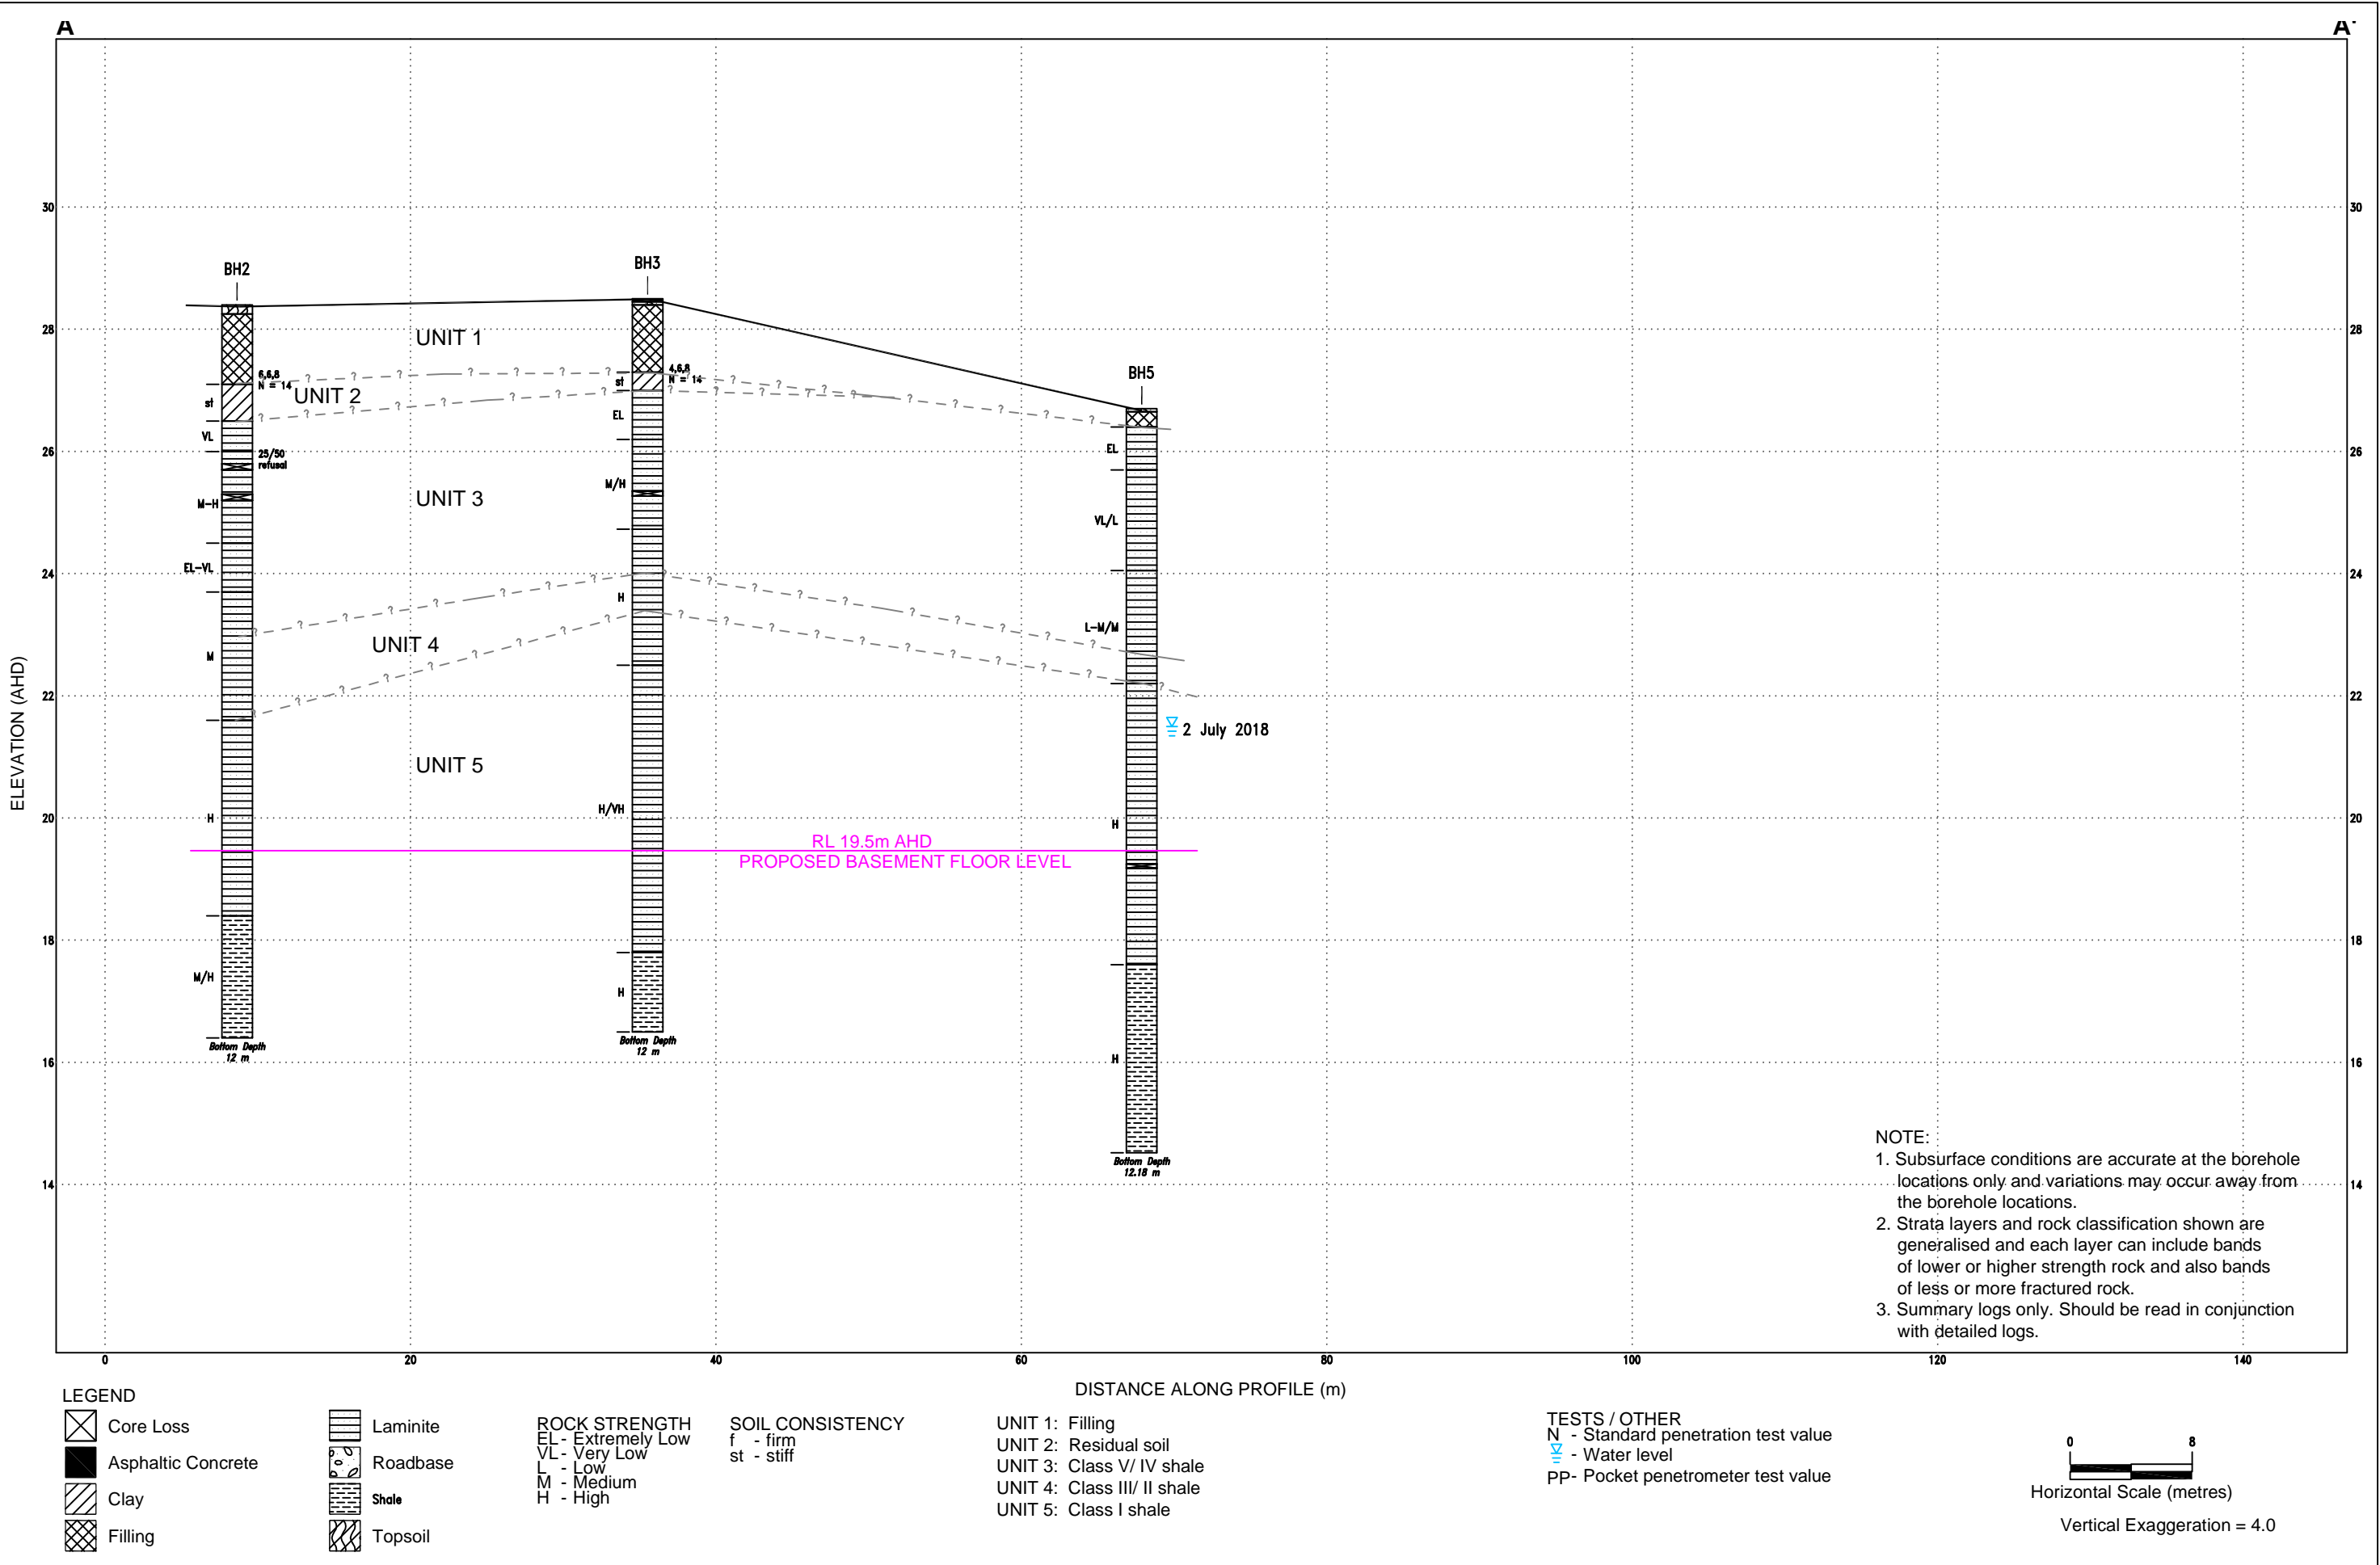 A
A'
30
30
BH2
BH3
28
28
UNIT 1
BH5
6,6,8
N = 14
4,6,8
N = 14
st
UNIT 2
st
EL
VL
26
25/50
refusal
EL
26
M/H
UNIT 3
M-H
VL/L
24
EL-VL
24
H
L-M/M
UNIT 4
M
22
22
2 July 2018
UNIT 5
ELEVATION (AHD)
H/VH
20
H
H
20
RL 19.5m AHD
PROPOSED BASEMENT FLOOR LEVEL
18
18
M/H
H
Bottom Depth
12 m
Bottom Depth
12 m
16
H
16
Bottom Depth
12.18 m
14
14
NOTE:
1. Subsurface conditions are accurate at the borehole
locations only and variations may occur away from
the borehole locations.
2. Strata layers and rock classification shown are
generalised and each layer can include bands
of lower or higher strength rock and also bands
of less or more fractured rock.
3. Summary logs only. Should be read in conjunction
with detailed logs.
0 20 40 60 80 100 120 140
DISTANCE ALONG PROFILE (m)
LEGEND
Core Loss
Asphaltic Concrete
Clay
Filling
Laminite
Roadbase
Shale
Topsoil
ROCK STRENGTH
EL - Extremely Low
VL - Very Low
L - Low
M - Medium
H - High
SOIL CONSISTENCY
f - firm
st - stiff
UNIT 1: Filling
UNIT 2: Residual soil
UNIT 3: Class V/ IV shale
UNIT 4: Class III/ II shale
UNIT 5: Class I shale
TESTS / OTHER
N - Standard penetration test value
- Water level
PP- Pocket penetrometer test value
0 8
Horizontal Scale (metres)
Vertical Exaggeration = 4.0